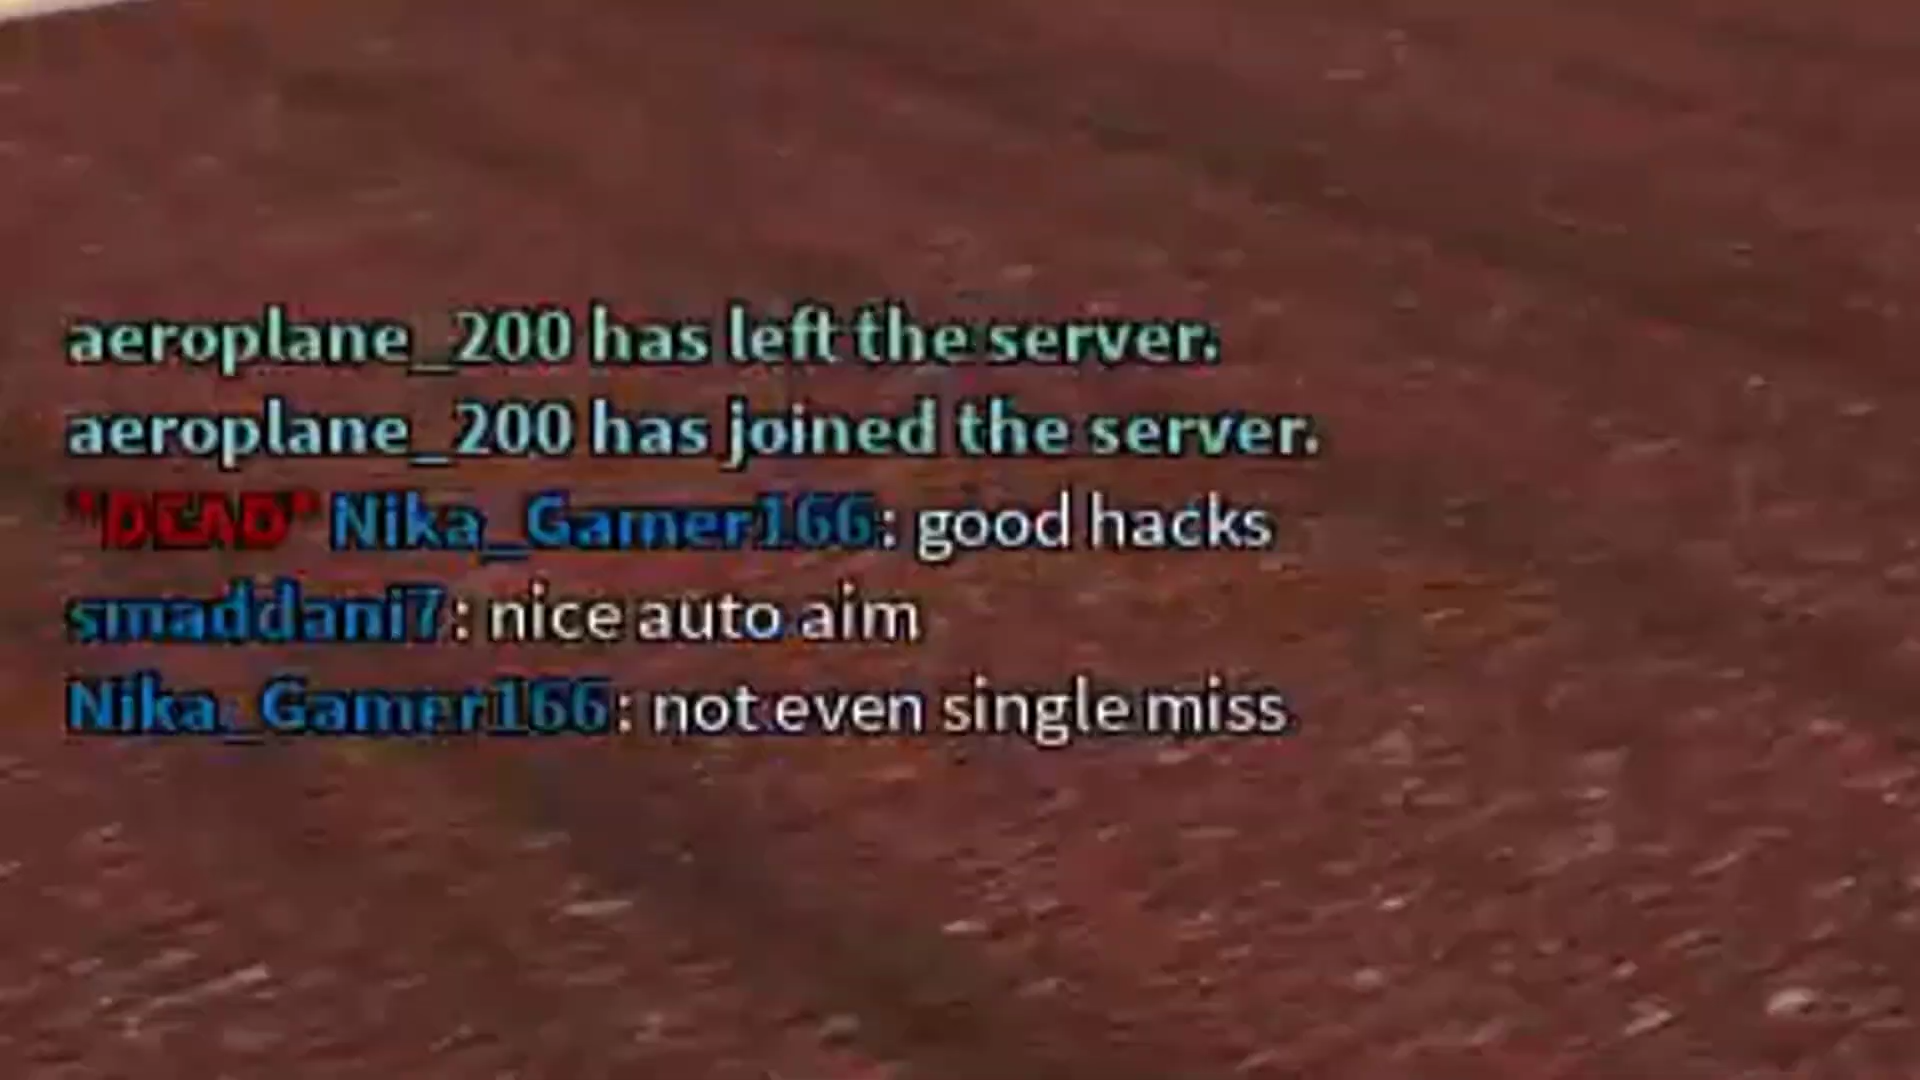 aeroplane_200 has left the server.
aeroplane_200 has joined the server.
*DEAD* Nika_Gamer166: good hacks
smaddani7: nice auto aim
Nika_Gamer166: not even single miss